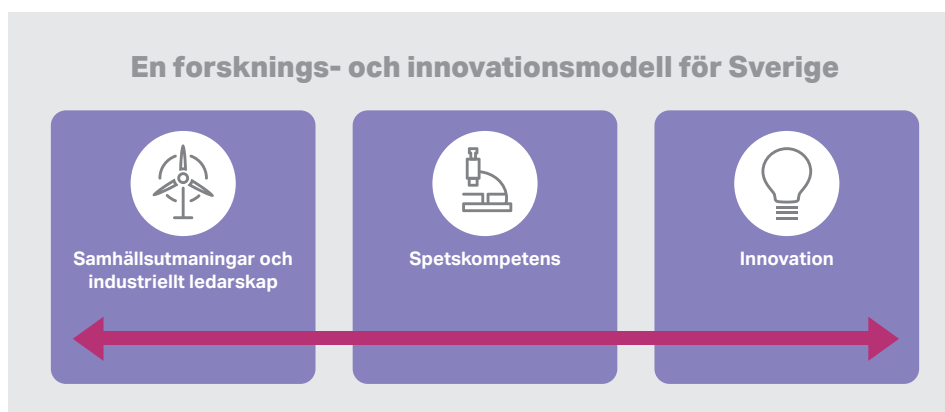 En forsknings- och innovationsmodell för Sverige
Samhällsutmaningar och
industriellt ledarskap
Spetskompetens
Innovation